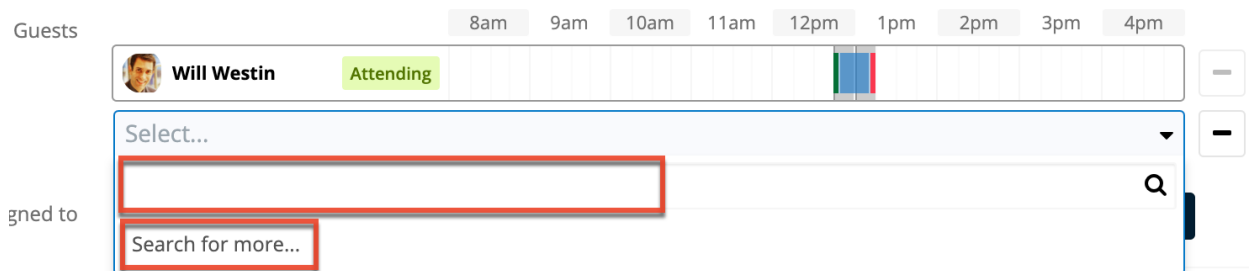 Guests 8am 9am 10am 11am 12pm 1pm 2pm 3pm 4pm
Will Westin Attending
Select...
gned to
Search for more...